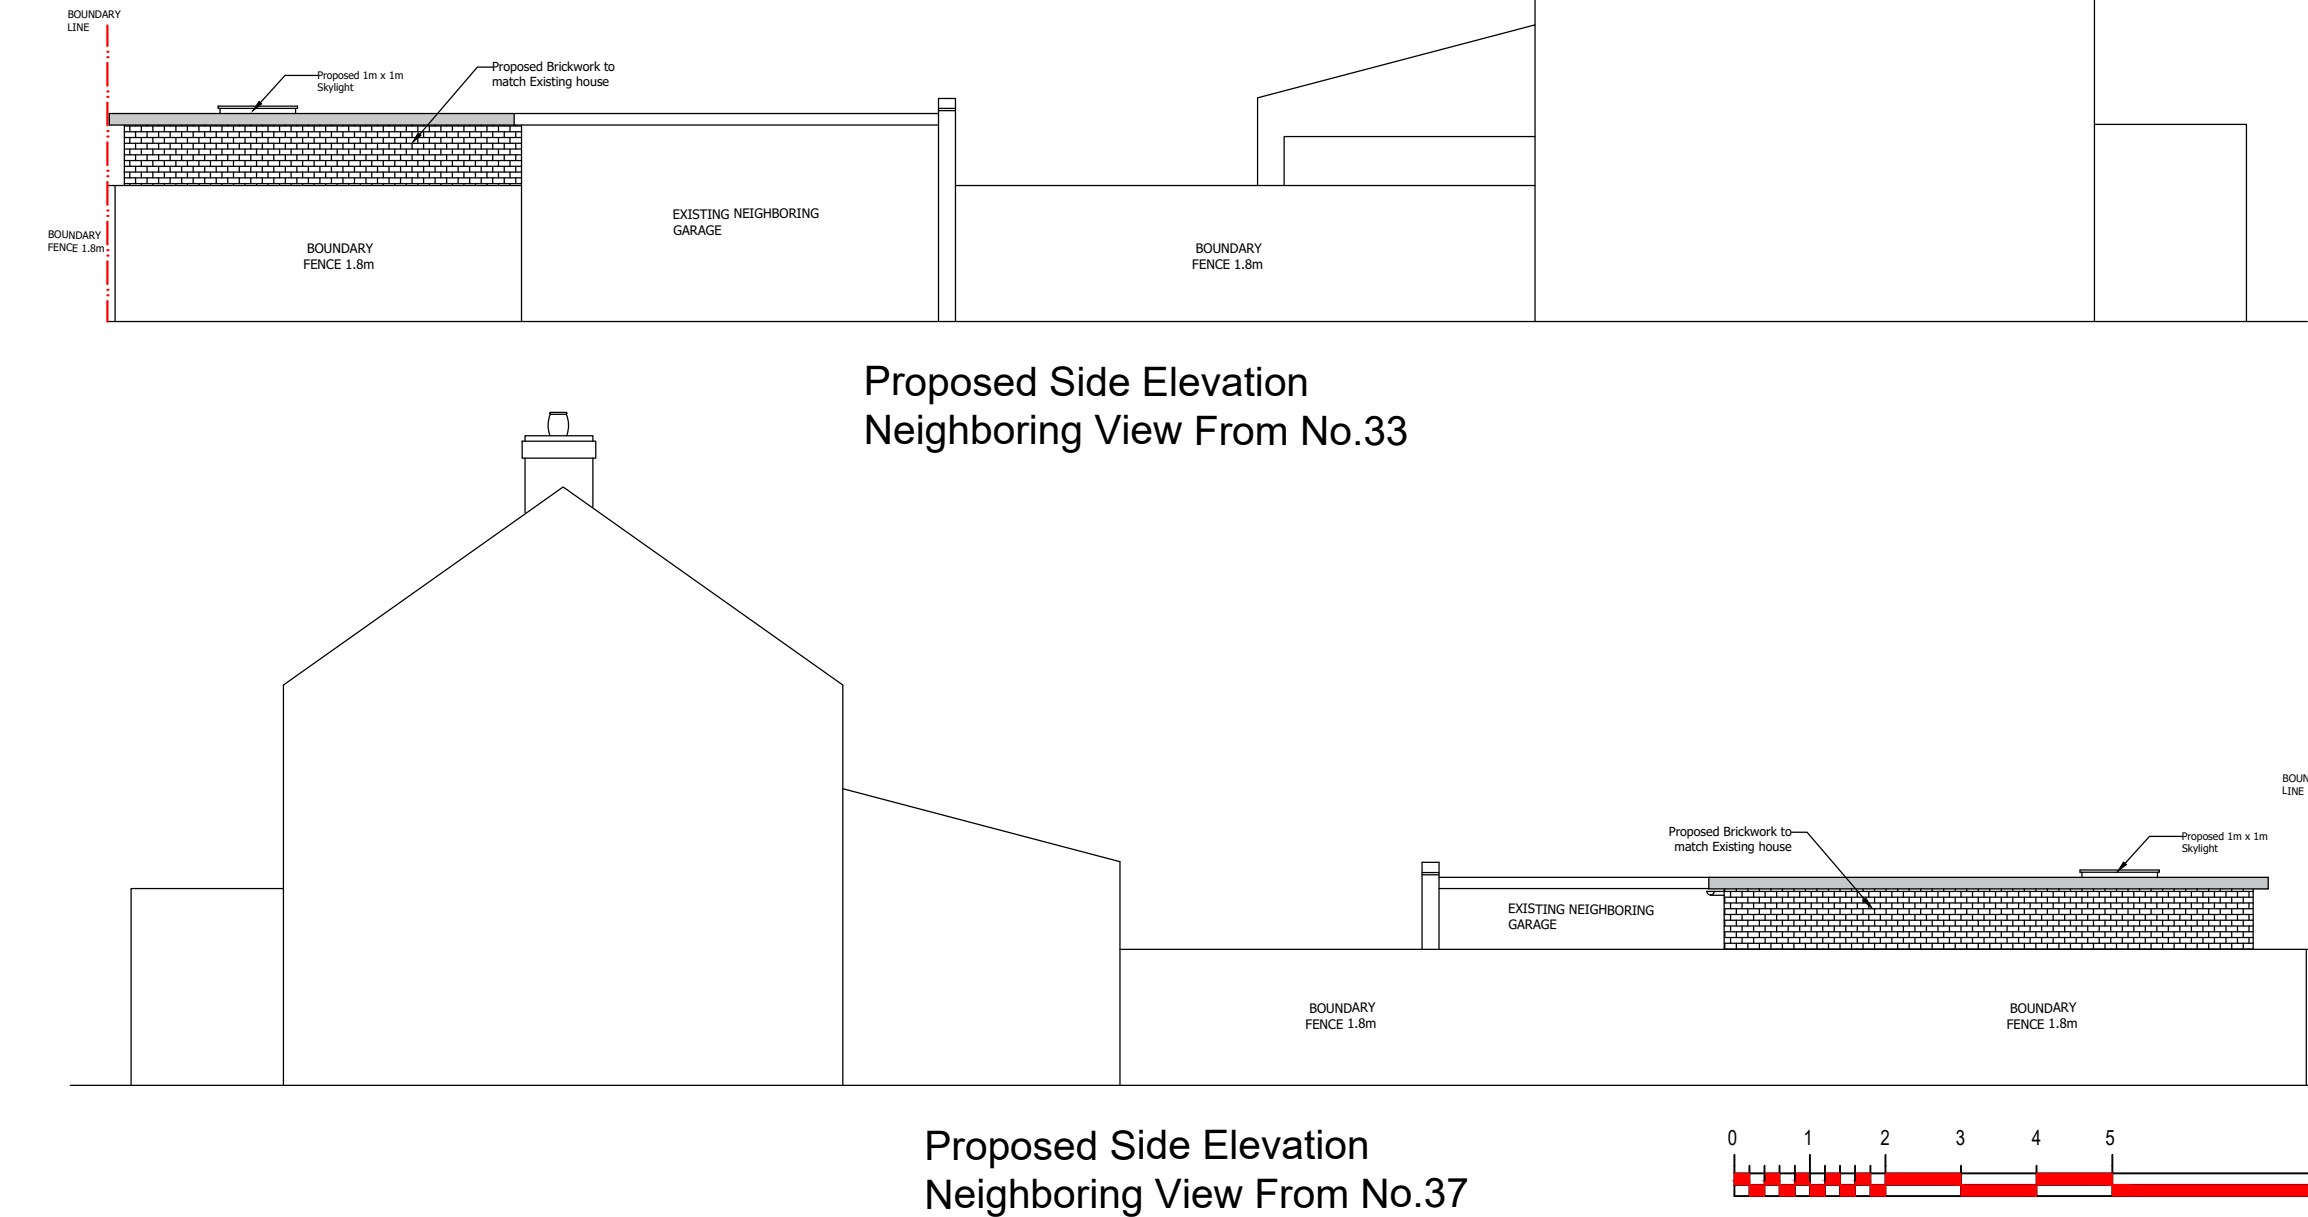 BOUNDARY
LINE
Proposed 1m x 1m
Skylight
Proposed Brickwork to
match Existing house
EXISTING NEIGHBORING
GARAGE
BOUNDARY
FENCE 1.8m
BOUNDARY
FENCE 1.8m
BOUNDARY
FENCE 1.8m
Proposed Side Elevation
Neighboring View From No.33
BOUN
LINE
Proposed Brickwork to
match Existing house
Proposed 1m x 1m
Skylight
EXISTING NEIGHBORING
GARAGE
BOUNDARY
FENCE 1.8m
BOUNDARY
FENCE 1.8m
Proposed Side Elevation
Neighboring View From No.37
0 1 2 3 4 5